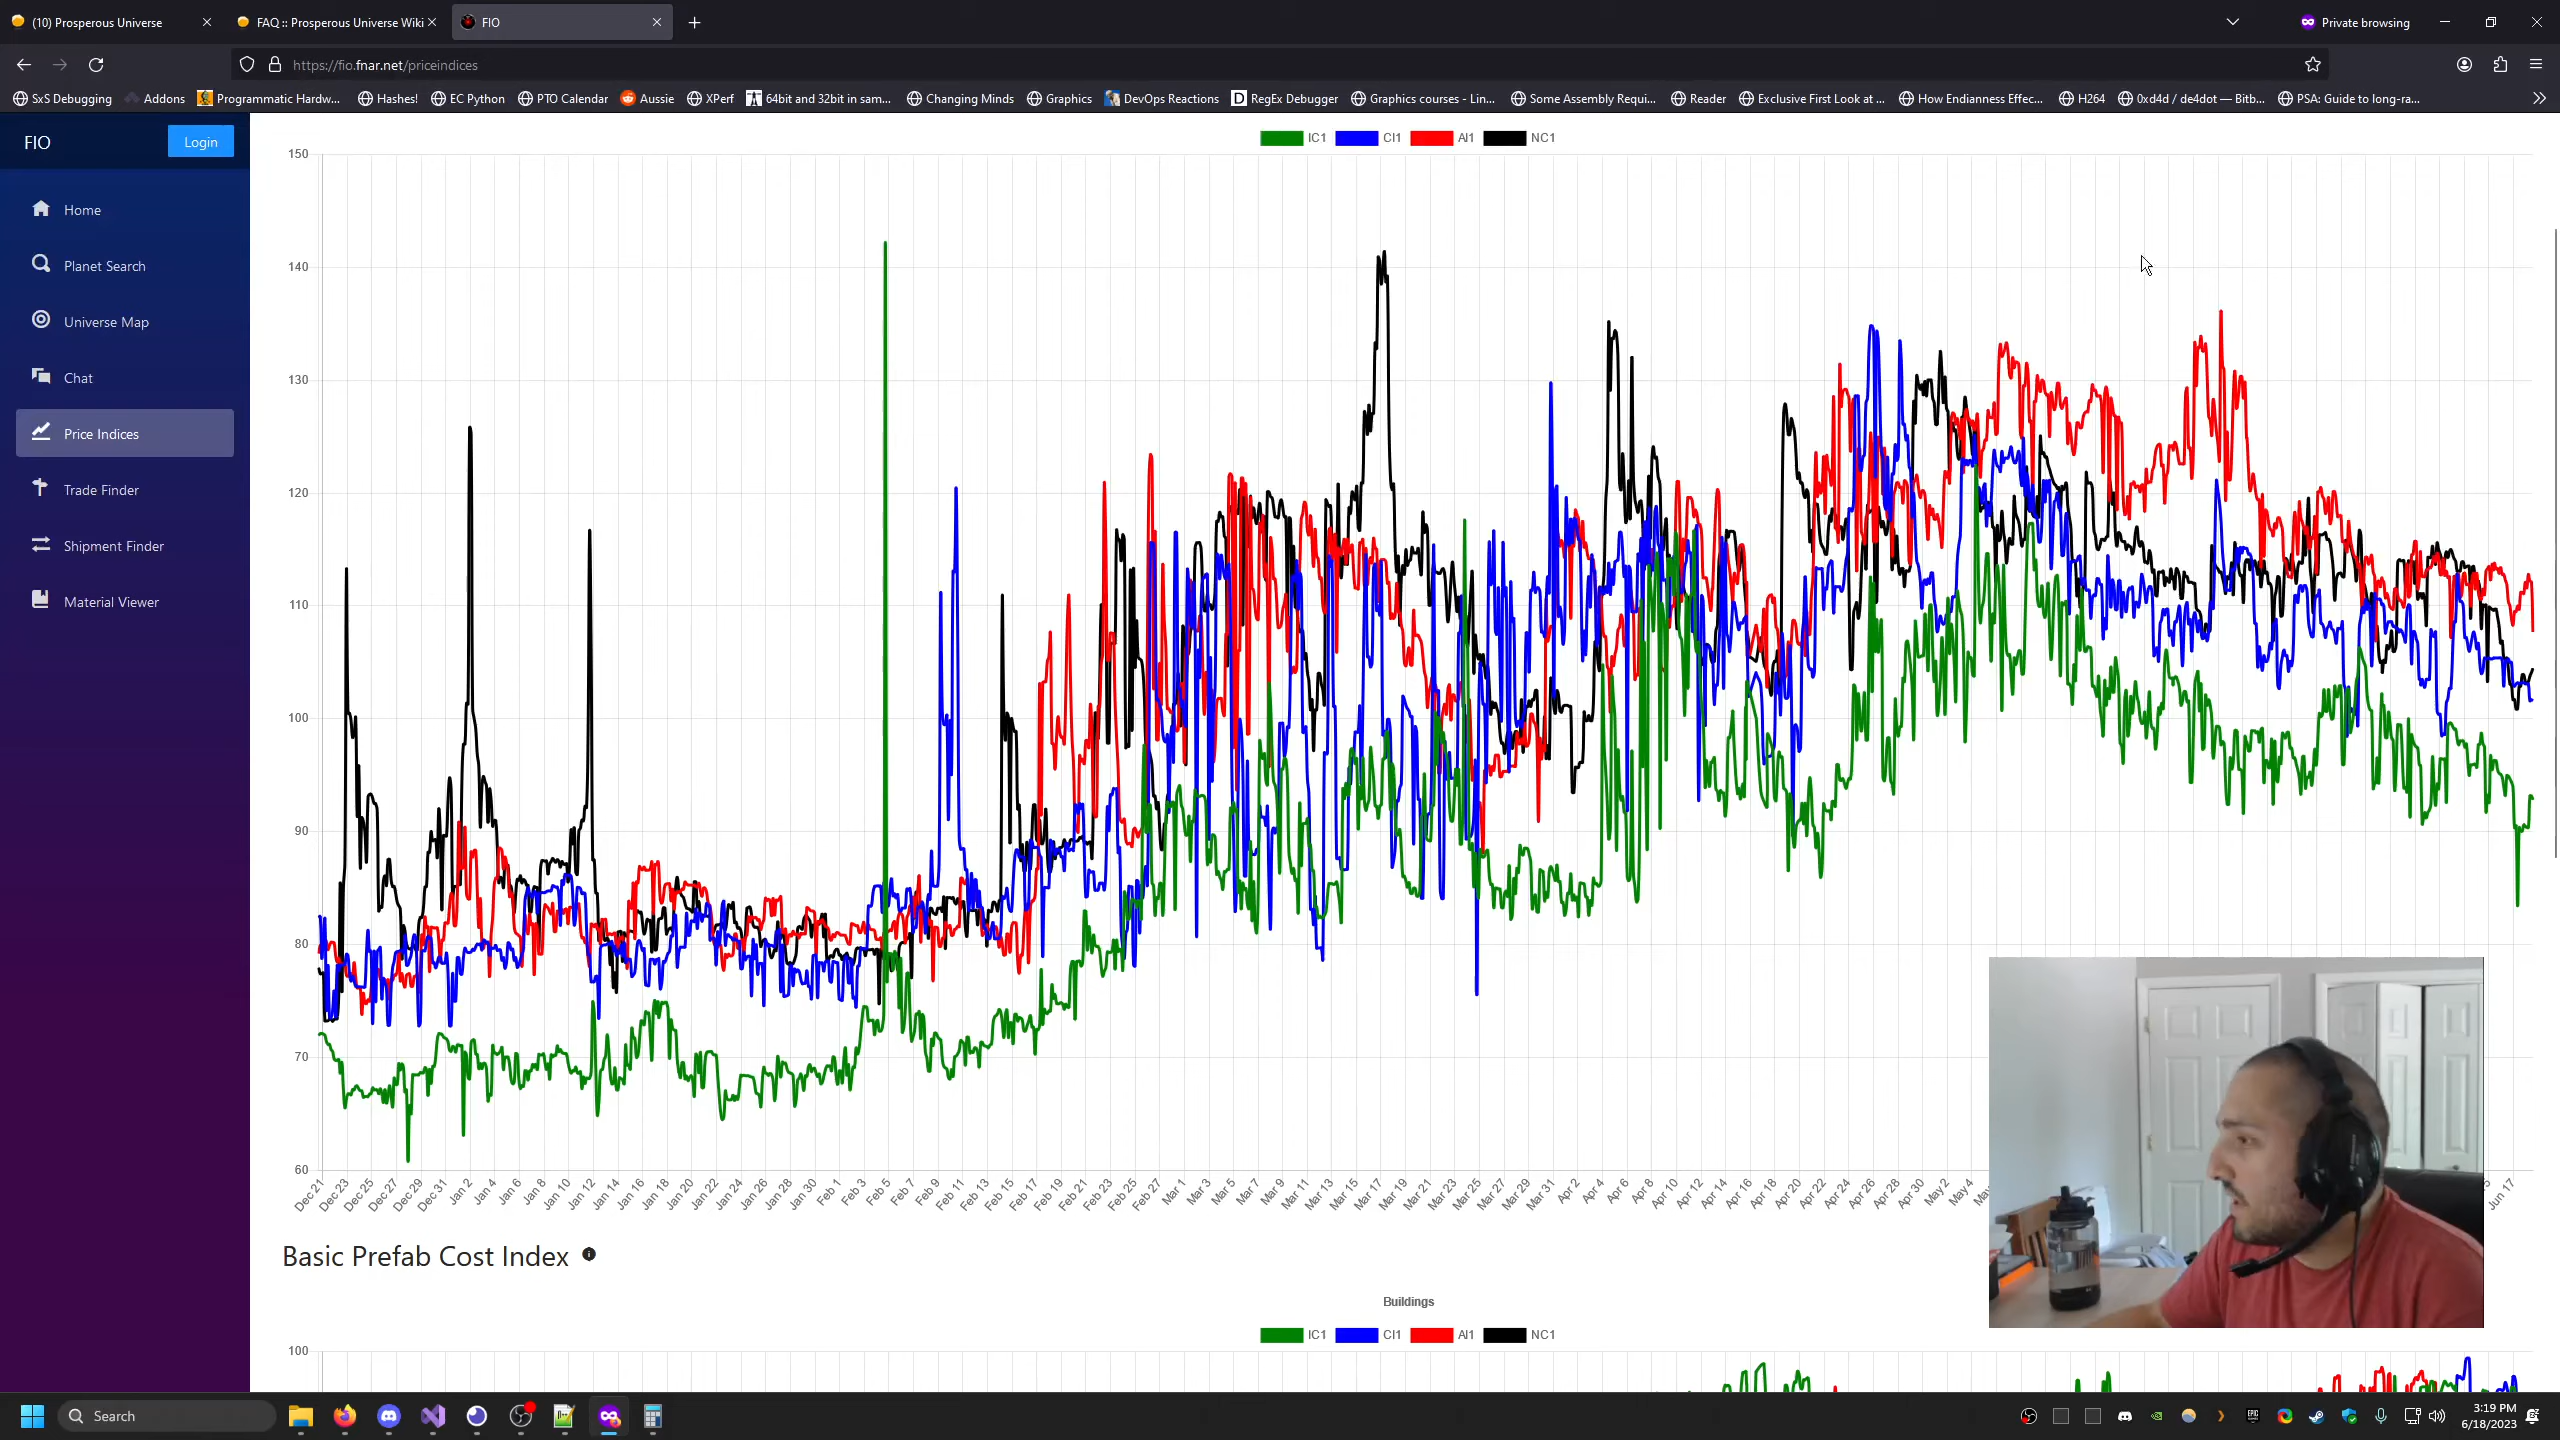 (10) Prosperous Universe
FAQ :: Prosperous Universe Wiki
FIO
Private browsing
https://fio.fnar.net/priceindices
SxS Debugging
Addons
Programmatic Hardw...
Hashes!
EC Python
PTO Calendar
Aussie
XPerf
64bit and 32bit in sam...
Changing Minds
Graphics
DevOps Reactions
RegEx Debugger
Graphics courses - Lin...
Some Assembly Requi...
Reader
Exclusive First Look at ...
How Endianness Effec...
H264
0xd4d / de4dot — Bitb...
PSA: Guide to long-ra...
FIO
Login
Home
Planet Search
Universe Map
Chat
Price Indices
Trade Finder
Shipment Finder
Material Viewer
IC1 CI1 AI1 NC1
150
140
130
120
110
100
90
80
70
60
Dec 21 Dec 23 Dec 25 Dec 27 Dec 29 Dec 31 Jan 2 Jan 4 Jan 6 Jan 8 Jan 10 Jan 12 Jan 14 Jan 16 Jan 18 Jan 20 Jan 22 Jan 24 Jan 26 Jan 28 Jan 30 Feb 1 Feb 3 Feb 5 Feb 7 Feb 9 Feb 11 Feb 13 Feb 15 Feb 17 Feb 19 Feb 21 Feb 23 Feb 25 Feb 27 Mar 1 Mar 3 Mar 5 Mar 7 Mar 9 Mar 11 Mar 13 Mar 15 Mar 17 Mar 19 Mar 21 Mar 23 Mar 25 Mar 27 Mar 29 Mar 31 Apr 2 Apr 4 Apr 6 Apr 8 Apr 10 Apr 12 Apr 14 Apr 16 Apr 18 Apr 20 Apr 22 Apr 24 Apr 26 Apr 28 Apr 30 May 2 May 4 Jun 17
Basic Prefab Cost Index
Buildings
IC1 CI1 AI1 NC1
100
Search
3:19 PM
6/18/2023